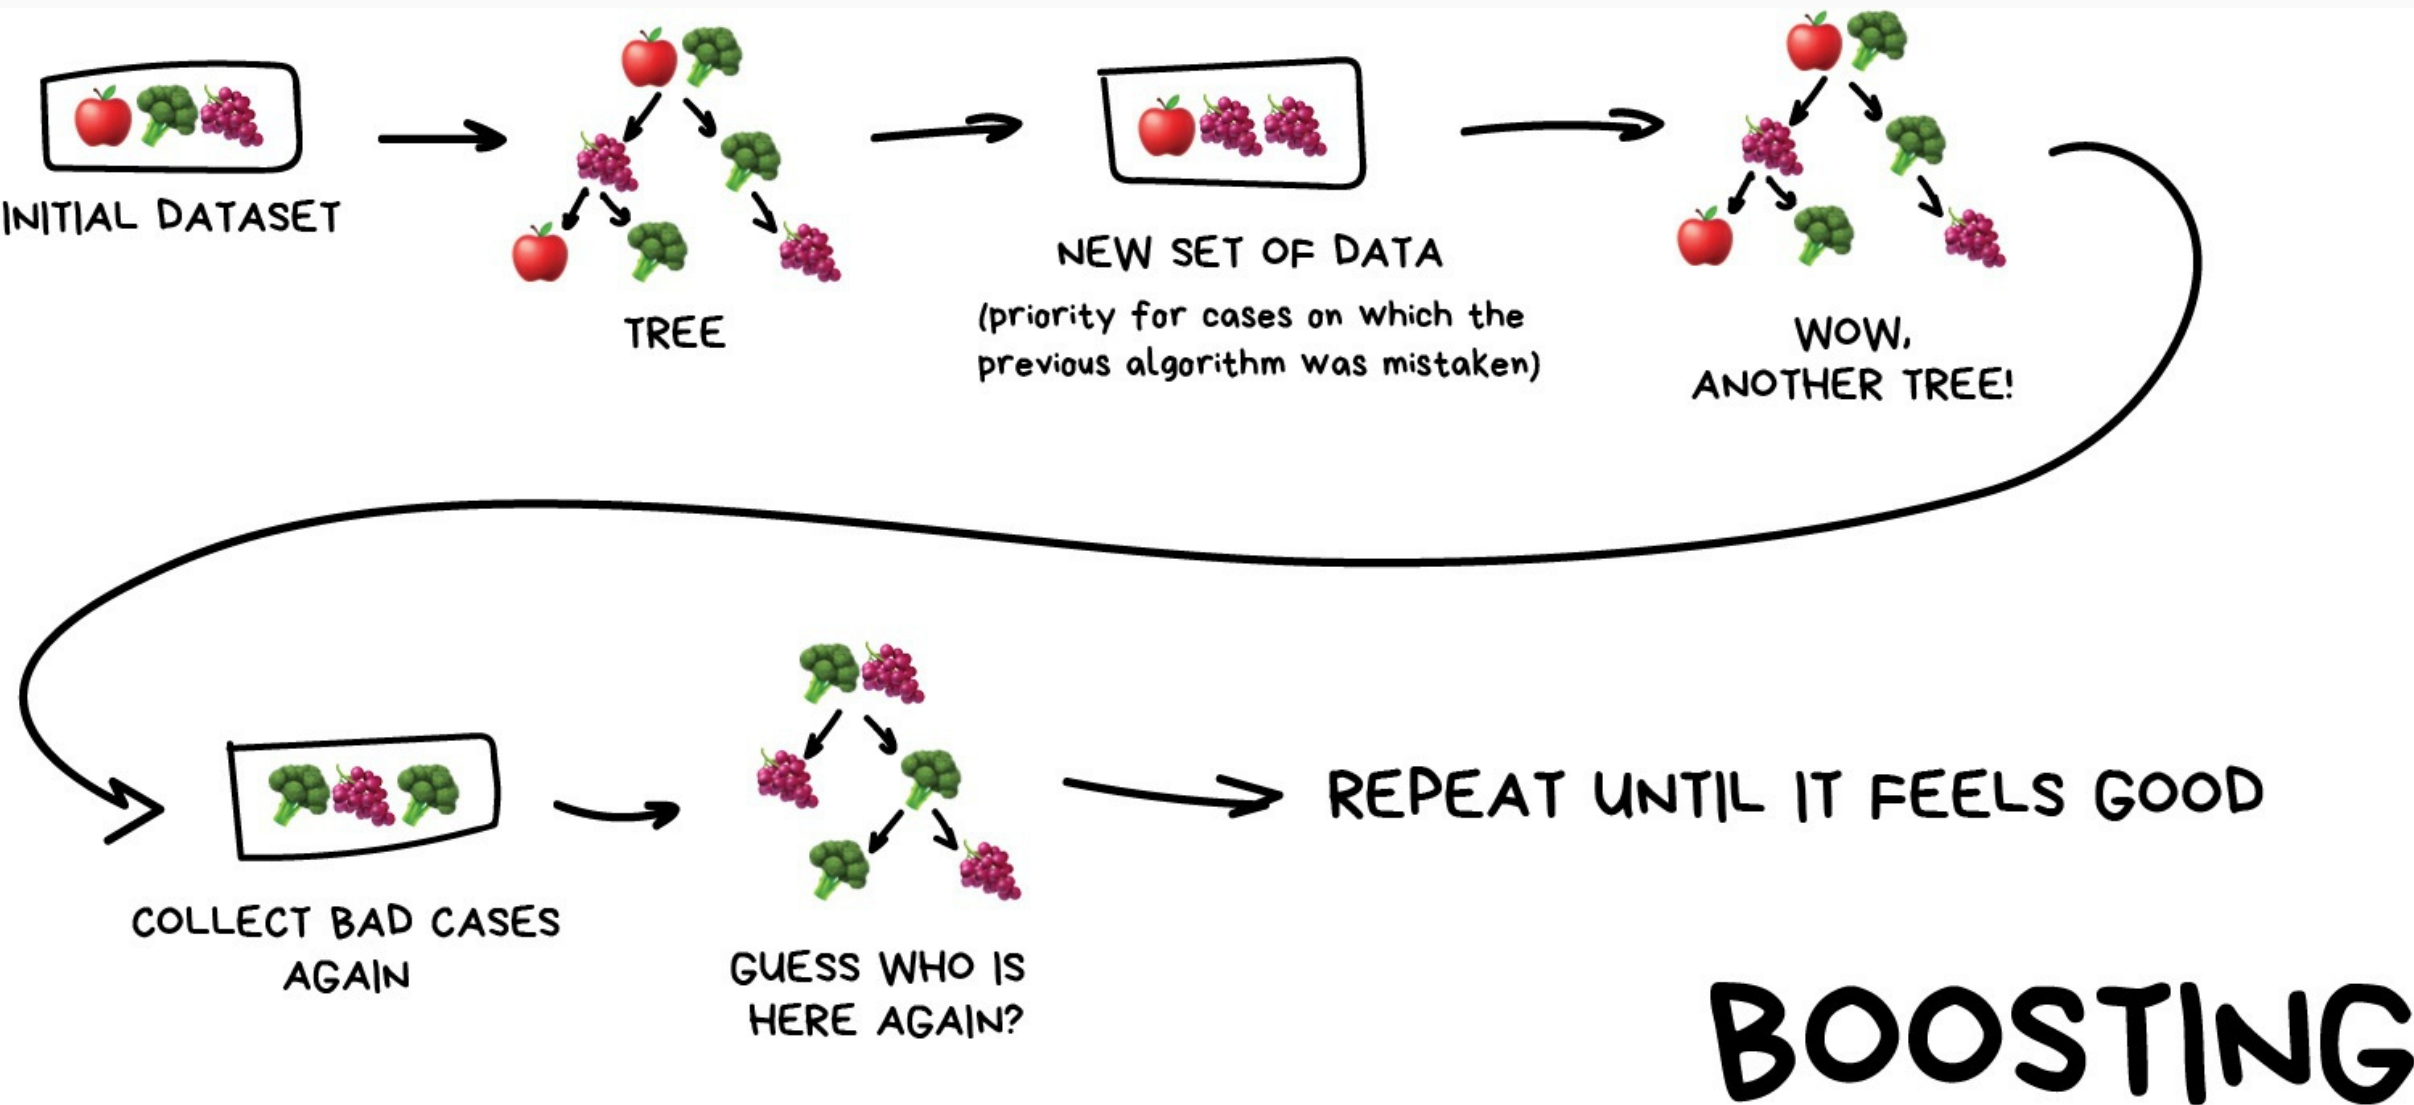 INITIAL DATASET
TREE
NEW SET OF DATA
(priority for cases on which the
previous algorithm was mistaken)
WOW,
ANOTHER TREE!
COLLECT BAD CASES
AGAIN
GUESS WHO IS
HERE AGAIN?
REPEAT UNTIL IT FEELS GOOD
BOOSTING